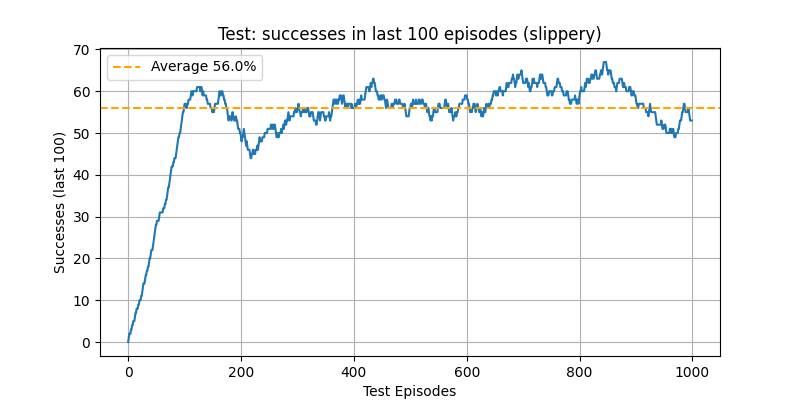 Test: successes in last 100 episodes (slippery)
Average 56.0%
Successes (last 100)
70
60
50
40
30
20
10
0
0 200 400 600 800 1000
Test Episodes